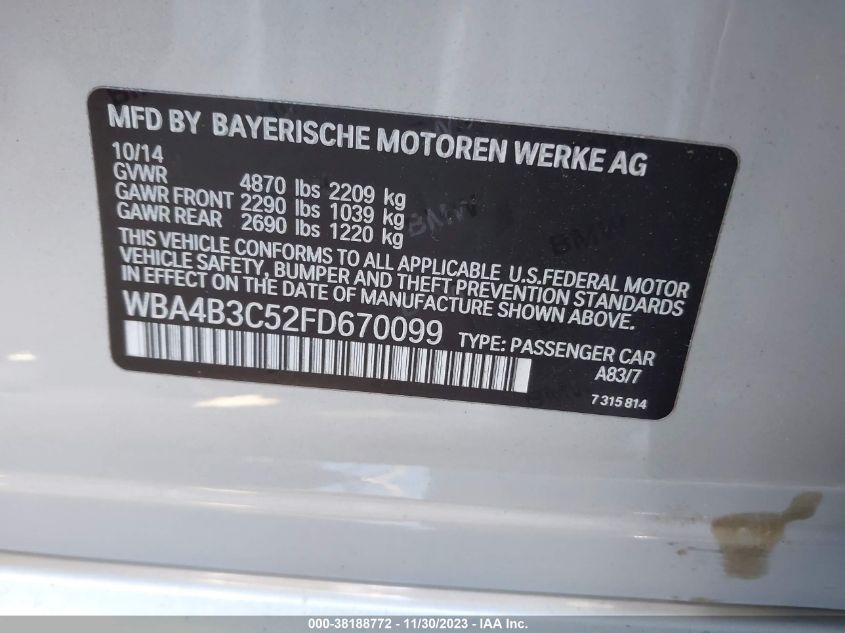 MFD BY BAYERISCHE MOTOREN WERKE AG
10/14
GVWR 4870 lbs 2209 kg
GAWR FRONT 2290 lbs 1039 kg
GAWR REAR 2690 lbs 1220 kg
THIS VEHICLE CONFORMS TO ALL APPLICABLE U.S.FEDERAL MOTOR
VEHICLE SAFETY, BUMPER AND THEFT PREVENTION STANDARDS
IN EFFECT ON THE DATE OF MANUFACTURE SHOWN ABOVE.
WBA4B3C52FD670099 TYPE: PASSENGER CAR
A83/7
7 315 814
000-38188772 - 11/30/2023 - IAA Inc.